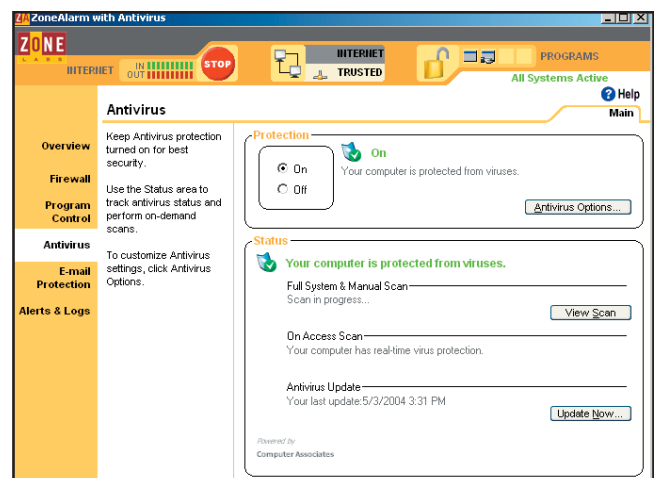 ZA ZoneAlarm with Antivirus
ZONE
LABS
INTERNET
IN
OUT
STOP
INTERNET
TRUSTED
PROGRAMS
All Systems Active
? Help
Antivirus
Main
Overview
Firewall
Program
Control
Antivirus
E-mail
Protection
Alerts & Logs
Keep Antivirus protection
turned on for best
security.
Use the Status area to
track antivirus status and
perform on-demand
scans.
To customize Antivirus
settings, click Antivirus
Options.
Protection
On
Off
On
Your computer is protected from viruses.
Antivirus Options...
Status
Your computer is protected from viruses.
Full System & Manual Scan
Scan in progress...
View Scan
On Access Scan
Your computer has real-time virus protection.
Antivirus Update
Your last update:5/3/2004 3:31 PM
Update Now...
Powered by
Computer Associates